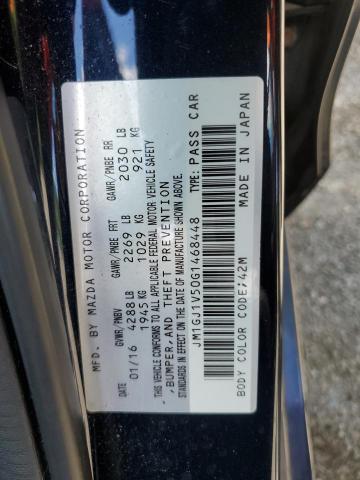 MFD. BY MAZDA MOTOR CORPORATION
DATE GVWR/PNBV GAWR/PNBE FRT GAWR/PNBE RR
01/16 4288 LB 2269 LB 2030 LB
1945 KG 1029 KG 921 KG
THIS VEHICLE CONFORMS TO ALL APPLICABLE FEDERAL MOTOR VEHICLE SAFETY
,BUMPER,AND THEFT PREVENTION
STANDARDS IN EFFECT ON THE DATE OF MANUFACTURE SHOWN ABOVE.
JM1GJ1V50G1468448 TYPE: PASS CAR
MADE IN JAPAN
BODY COLOR CODE;42M